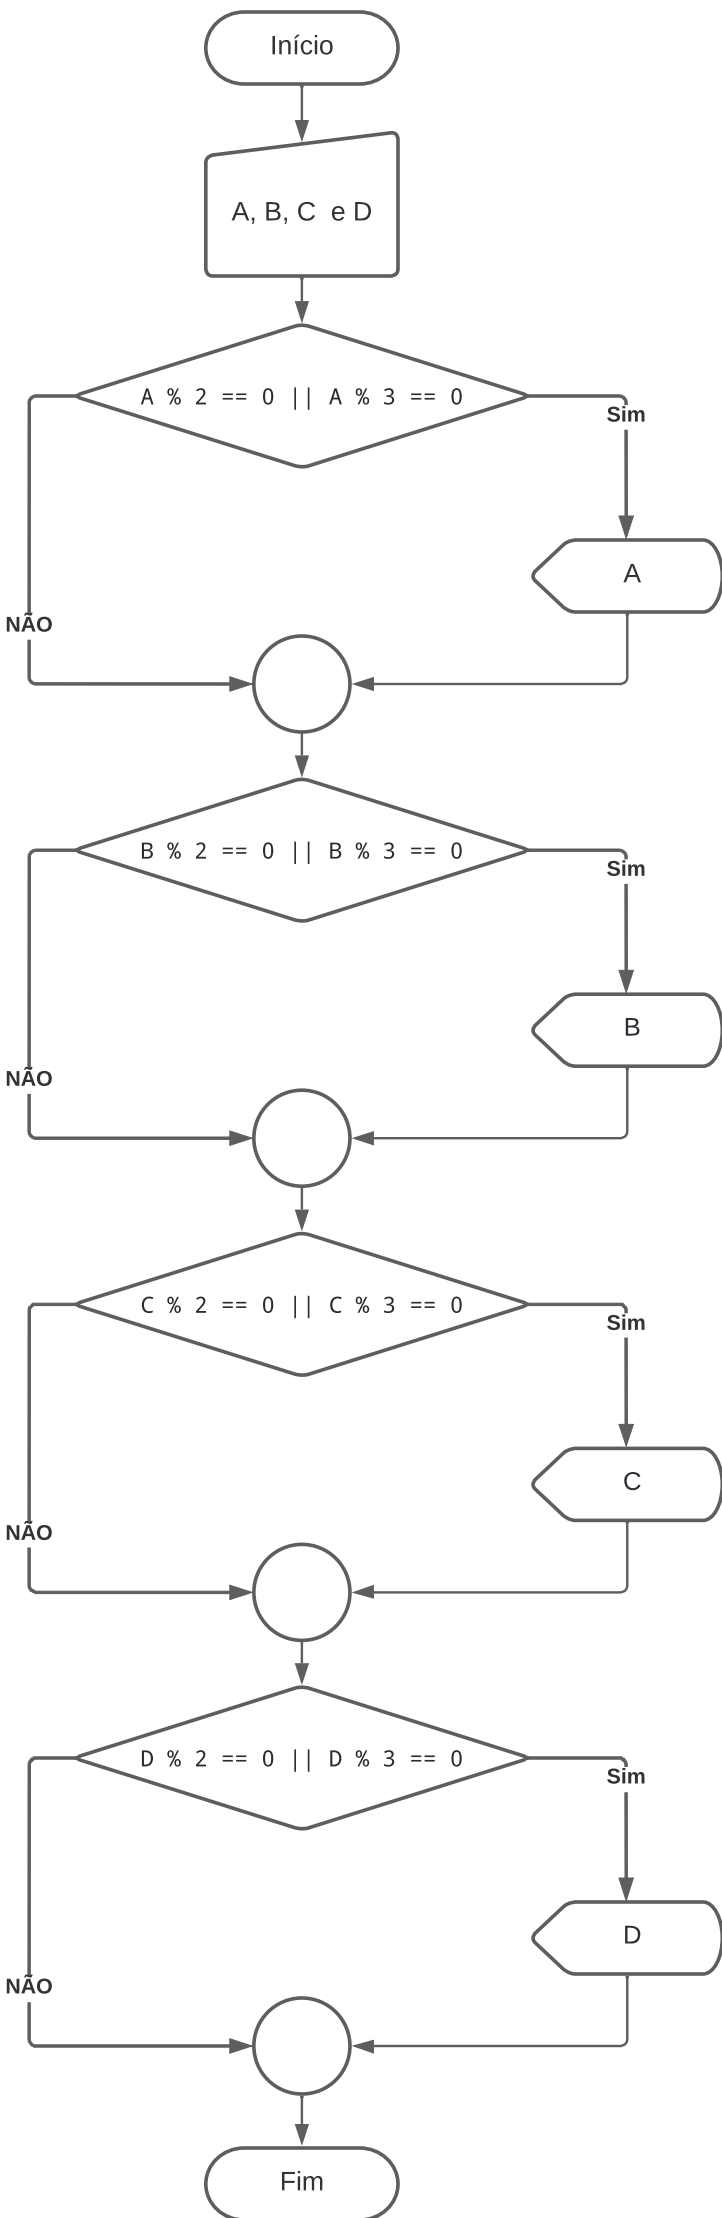 Início
A, B, C e D
A % 2 == 0 || A % 3 == 0
Sim
A
NÃO
B % 2 == 0 || B % 3 == 0
Sim
B
NÃO
C % 2 == 0 || C % 3 == 0
Sim
C
NÃO
D % 2 == 0 || D % 3 == 0
Sim
D
NÃO
Fim